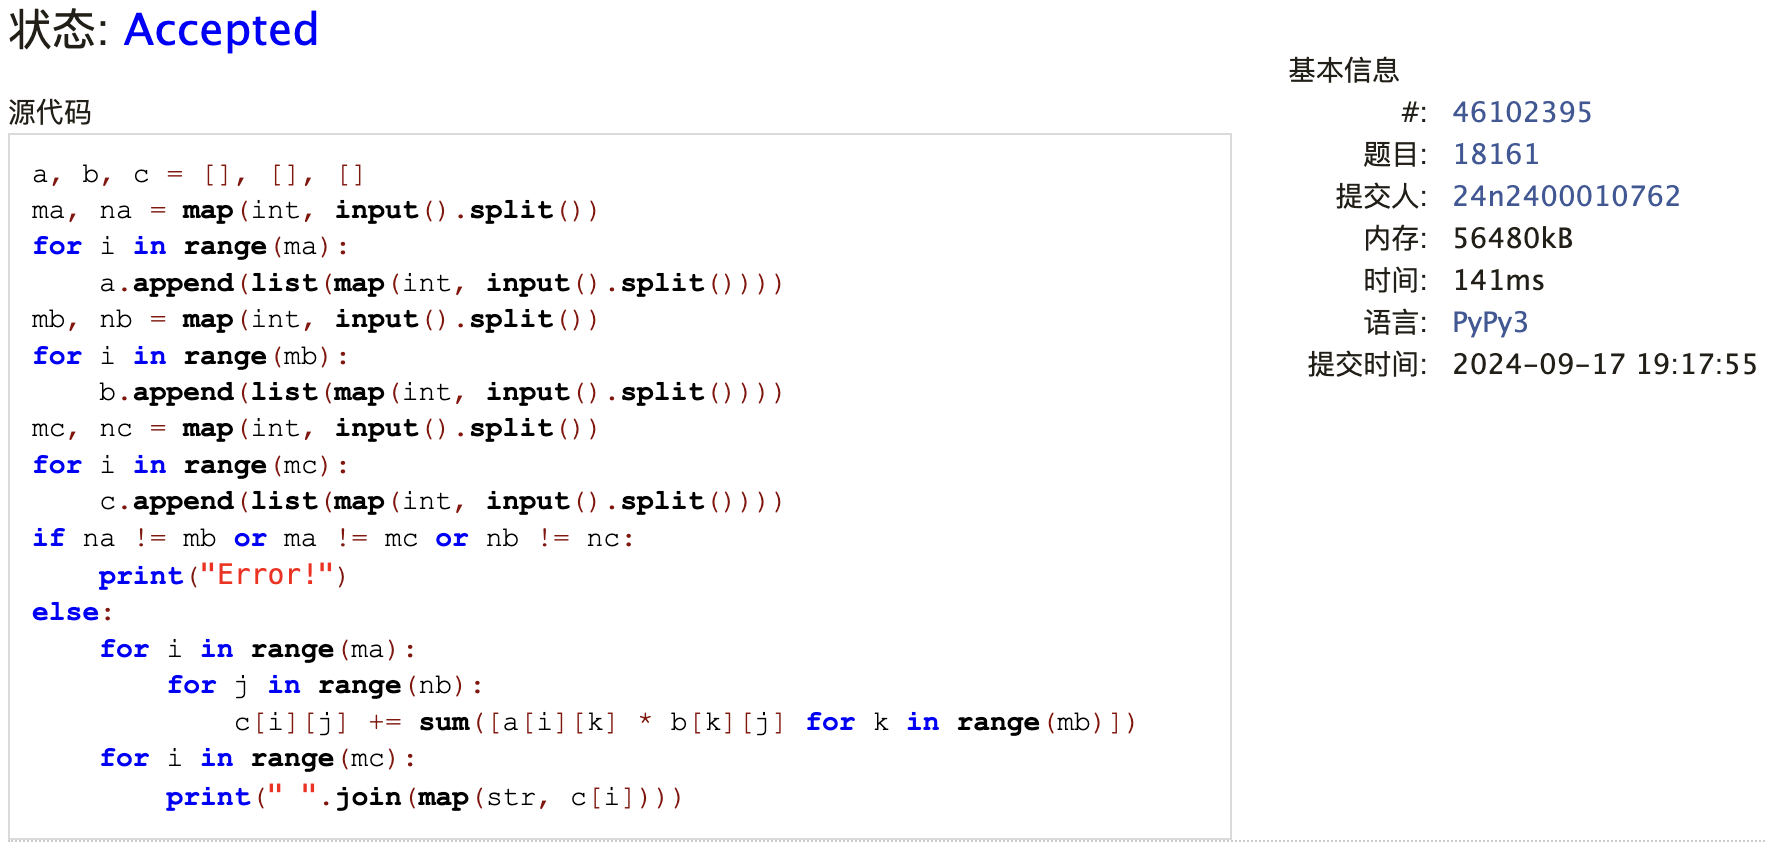 状态: Accepted
源代码
a, b, c = [], [], []
ma, na = map(int, input().split())
for i in range(ma):
    a.append(list(map(int, input().split())))
mb, nb = map(int, input().split())
for i in range(mb):
    b.append(list(map(int, input().split())))
mc, nc = map(int, input().split())
for i in range(mc):
    c.append(list(map(int, input().split())))
if na != mb or ma != mc or nb != nc:
    print("Error!")
else:
    for i in range(ma):
        for j in range(nb):
            c[i][j] += sum([a[i][k] * b[k][j] for k in range(mb)])
    for i in range(mc):
        print(" ".join(map(str, c[i])))
基本信息
#: 46102395
题目: 18161
提交人: 24n2400010762
内存: 56480kB
时间: 141ms
语言: PyPy3
提交时间: 2024-09-17 19:17:55